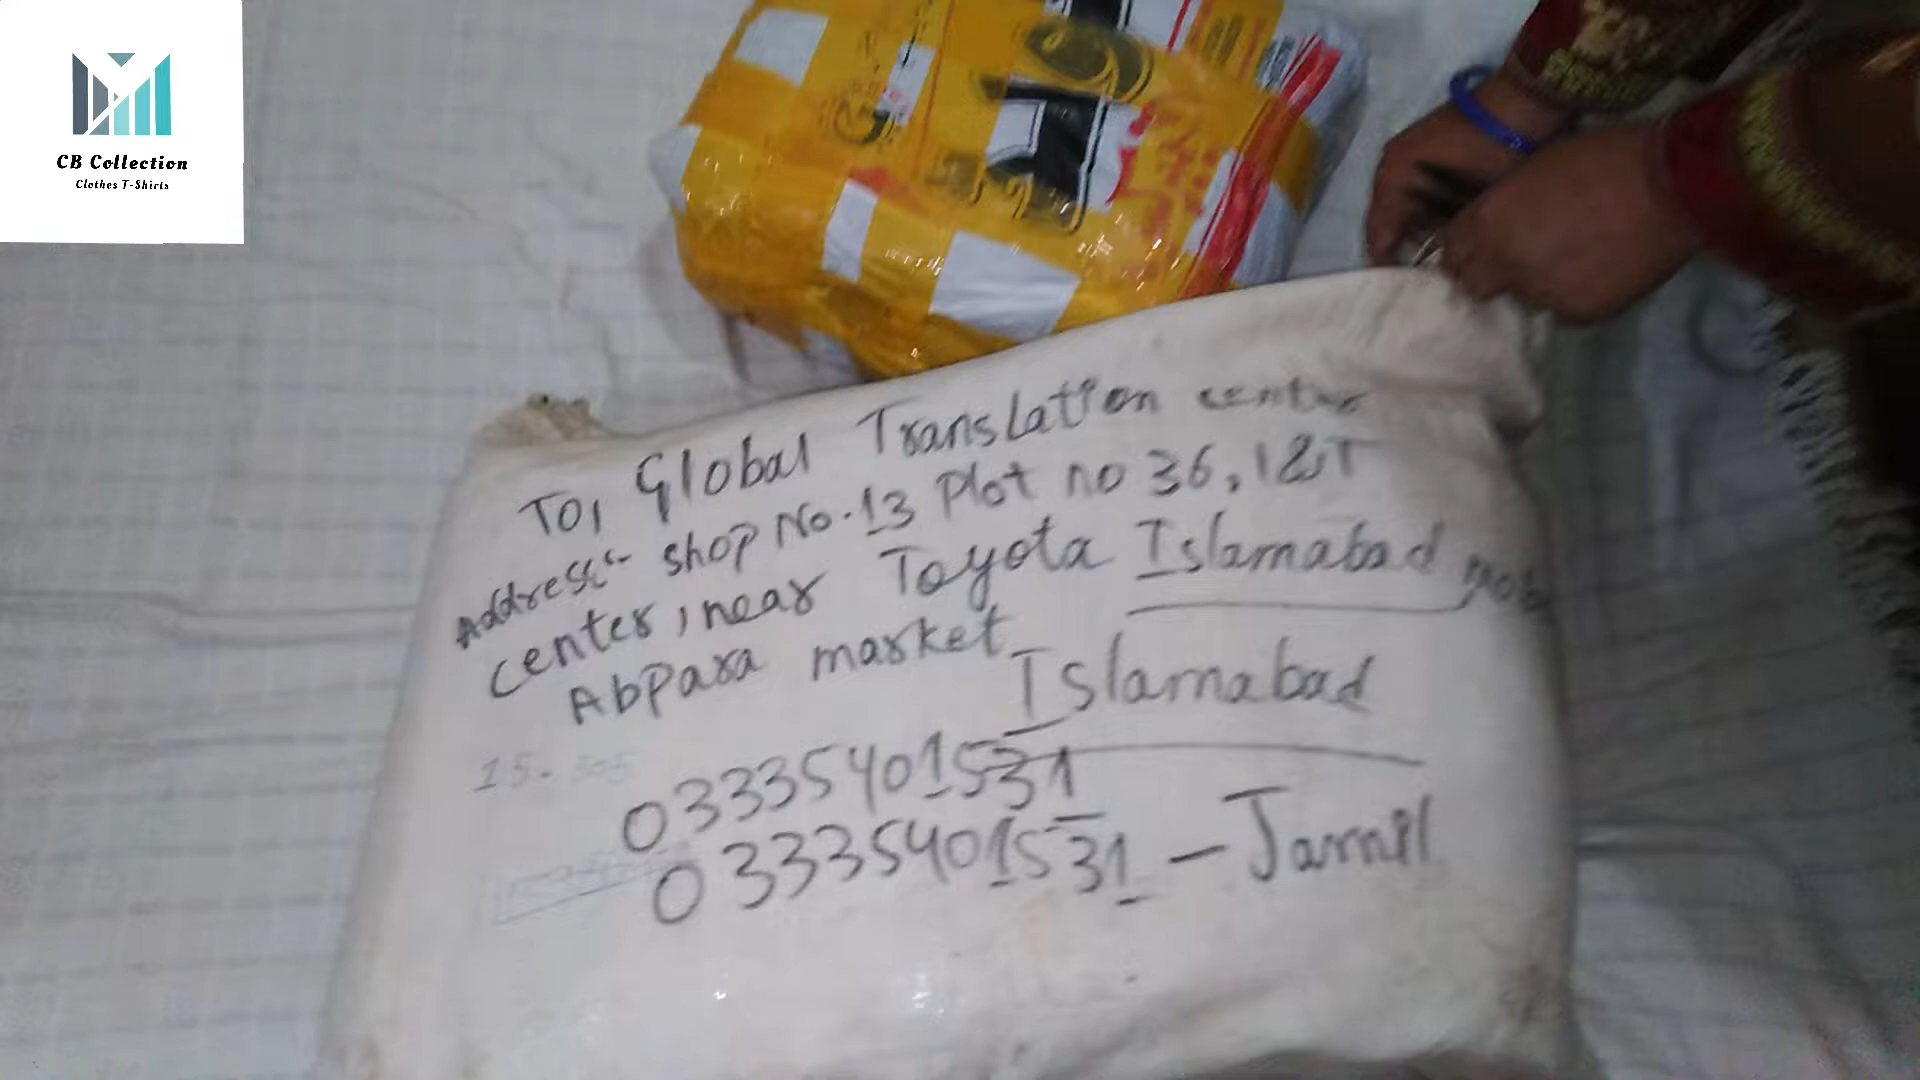 CB Collection
Clothes T-Shirts
TO, Global Translation center
Address:- shop No.13 Plot no 36, I&T
center, near Toyota Islamabad
Abpara market
Islamabad
03335401531
03335401531 - Jamil